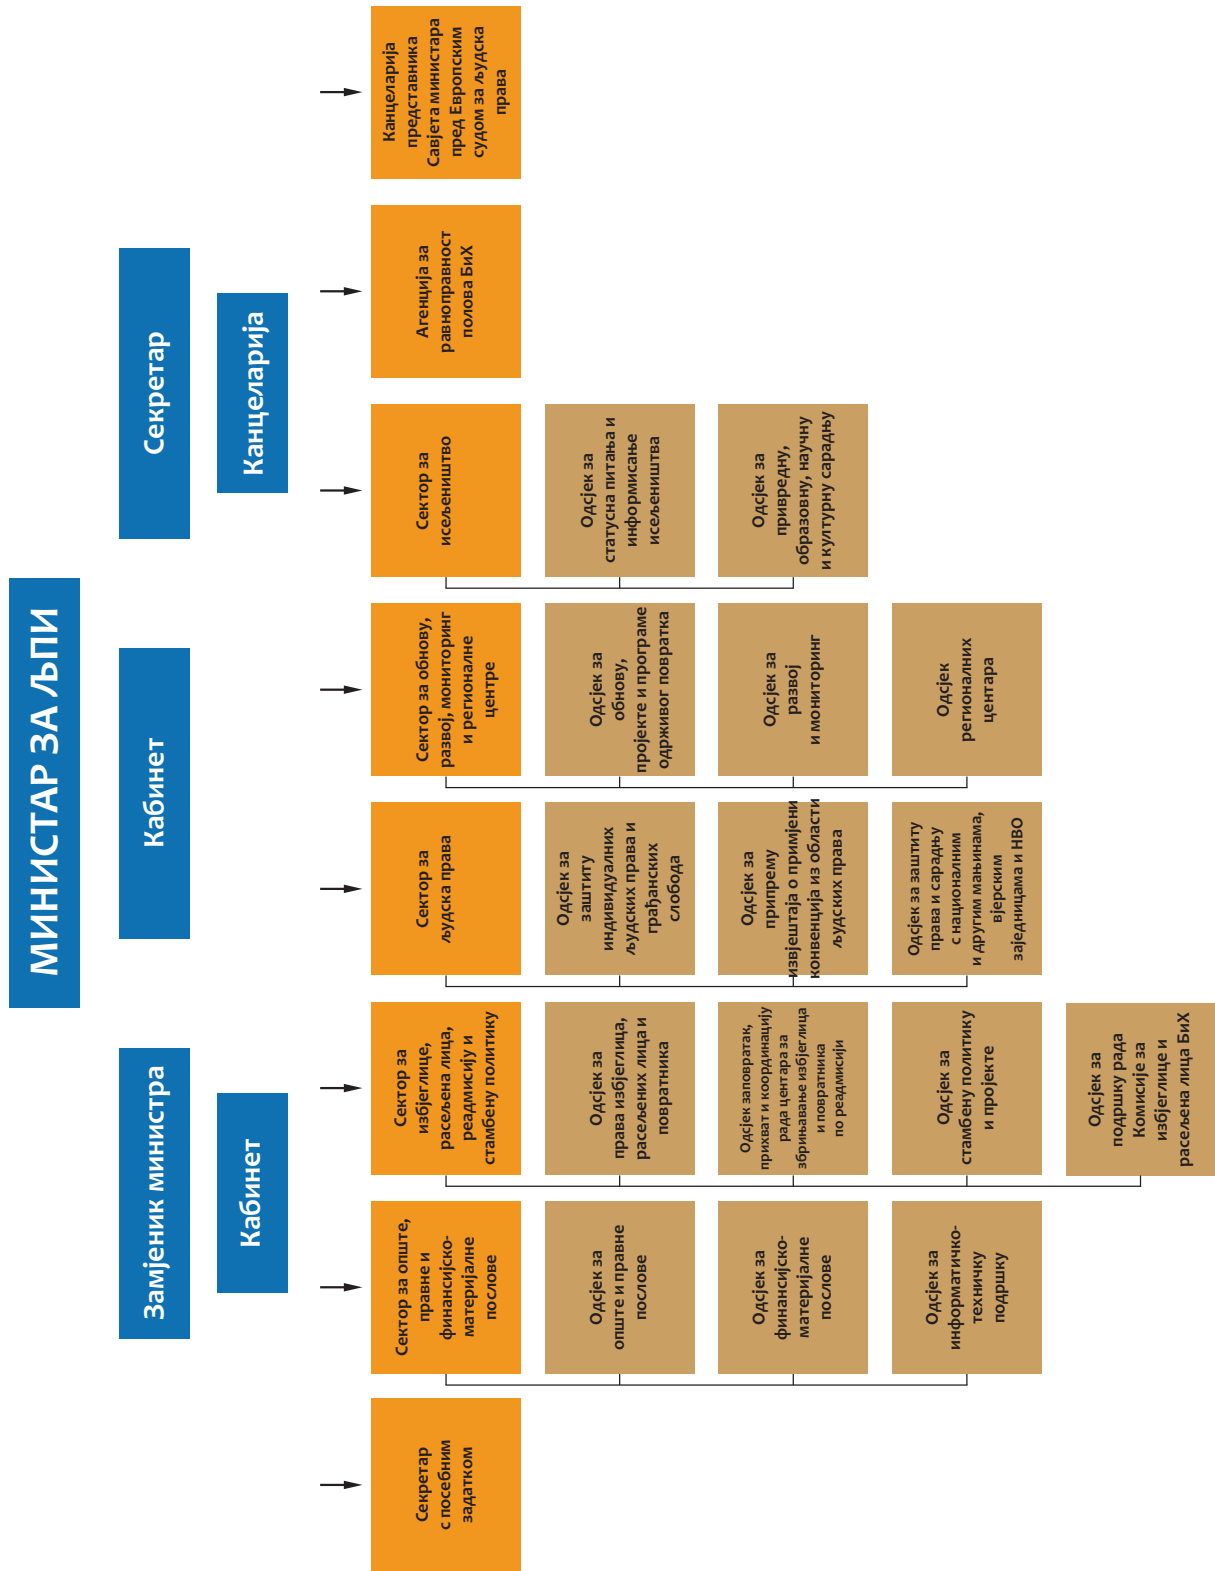 МИНИСТАР ЗА ЉПИ
Замјеник министра
Кабинет
Кабинет
Секретар
Канцеларија
Секретар
с посебним
задатком
Сектор за опште,
правне и
финансијско-
материјалне
послове
Одсјек за
опште и правне
послове
Одсјек за
финансијско-
материјалне
послове
Одсјек за
информатичко-
техничку
подршку
Сектор за
избјеглице,
расељена лица,
реадмисију и
стамбену политику
Одсјек за
права избјеглица,
расељених лица и
повратника
Одсјек заповратак,
прихват и координацију
рада центара за
збрињавање избјеглица
и повратника
по реадмисији
Одсјек за
стамбену политику
и пројекте
Одсјек за
подршку рада
Комисије за
избјеглице и
расељена лица БиХ
Сектор за
људска права
Одсјек за
заштиту
индивидуалних
људских права и
грађанских
слобода
Одсјек за
припрему
извјештаја о примјени
конвенција из области
људских права
Одсјек за заштиту
права и сарадњу
с националним
и другим мањинама,
вјерским
заједницама и НВО
Сектор за обнову,
развој, мониторинг
и регионалне
центре
Одсјек за
обнову,
пројекте и програме
одрживог повратка
Одсјек за
развој
и мониторинг
Одсјек
регионалних
центара
Сектор за
исељеништво
Одсјек за
статусна питања и
информисање
исељеништва
Одсјек за
привредну,
образовну, научну
и културну сарадњу
Агенција за
равноправност
полова БиХ
Канцеларија
представника
Савјета министара
пред Европским
судом за људска
права